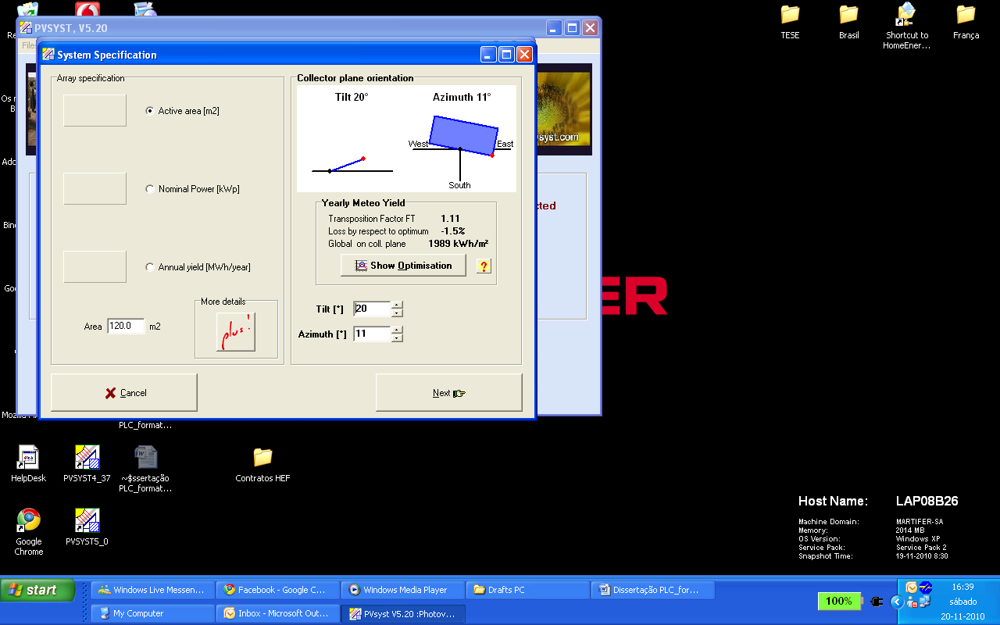 PVSYST, V5.20
Files
System Specification
Array specification
Active area [m2]
Nominal Power [kWp]
Annual yield [MWh/year]
More details
plus!
Area 120.0 m2
Collector plane orientation
Tilt 20° Azimuth 11°
West East
South
Yearly Meteo Yield
Transposition Factor FT 1.11
Loss by respect to optimum -1.5%
Global on coll. plane 1989 kWh/m²
Show Optimisation ?
Tilt [°] 20
Azimuth [°] 11
Cancel Next
TESE
Brasil
Shortcut to
HomeEner...
França
PLC_format...
HelpDesk
PVSYST4_37
~$ssertação
PLC_format...
Contratos HEF
Google
Chrome
PVSYST5_0
Host Name: LAP08B26
Machine Domain: MARTIFER-SA
Memory: 2014 MB
OS Version: Windows XP
Service Pack: Service Pack 2
Snapshot Time: 19-11-2010 8:30
start
Windows Live Messen...
Facebook - Google C...
Windows Media Player
Drafts PC
Dissertação PLC_for...
My Computer
Inbox - Microsoft Out...
PVsyst V5.20 :Photov...
100%
16:39
sábado
20-11-2010